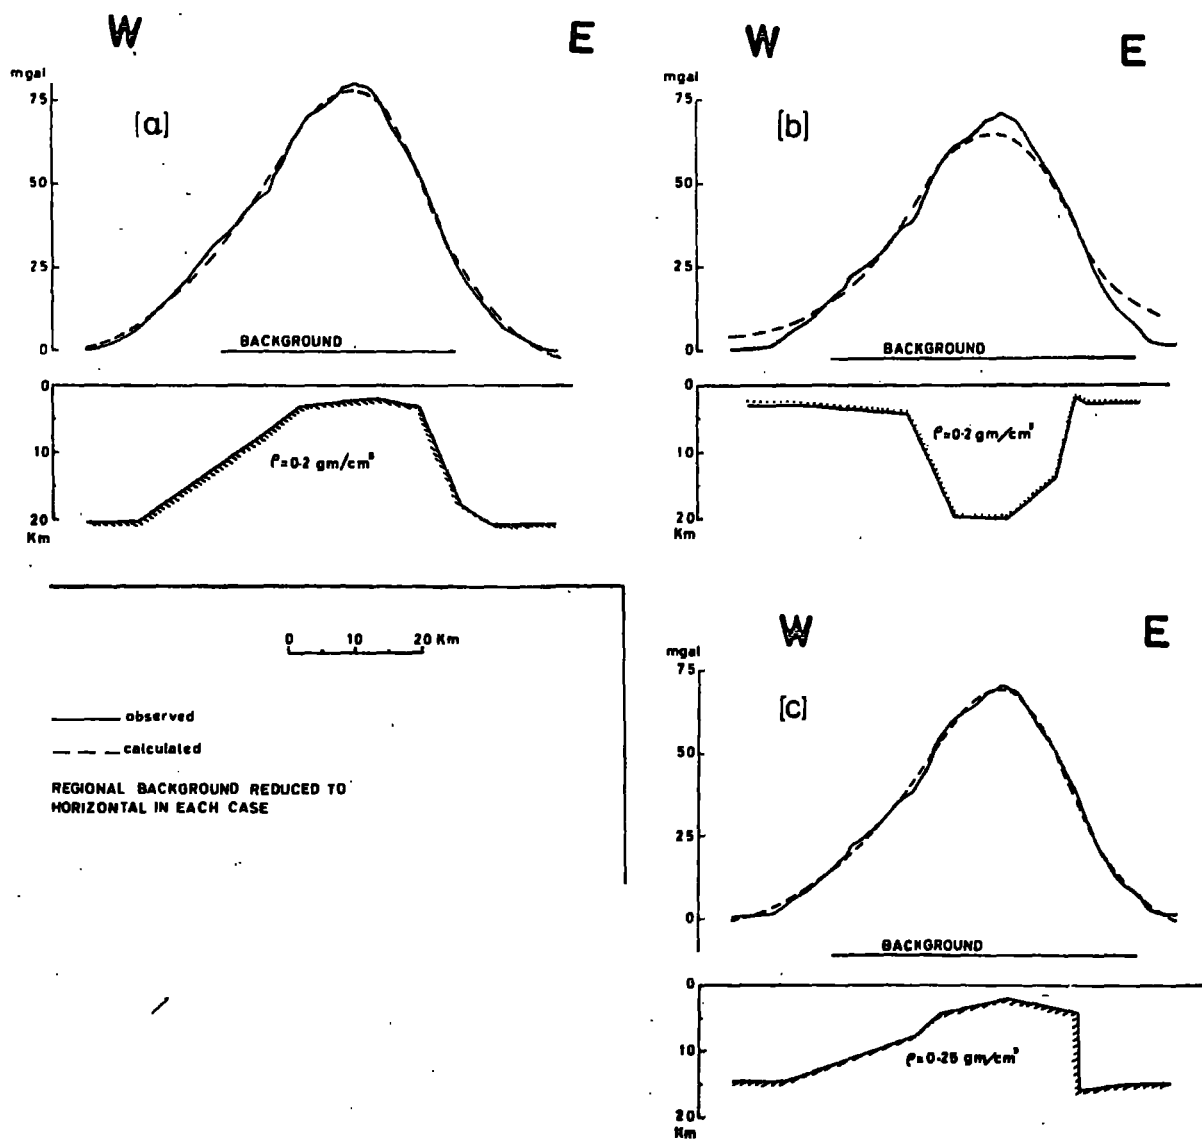 W
E
mgal
75
[a]
50
25
0
BACKGROUND
0
10
20
Km
ρ=0·2 gm/cm³
W
E
mgal
75
[b]
50
25
0
BACKGROUND
0
10
20
Km
ρ=0·2 gm/cm³
0 10 20 Km
observed
calculated
REGIONAL BACKGROUND REDUCED TO
HORIZONTAL IN EACH CASE
W
E
mgal
75
[c]
50
25
0
BACKGROUND
0
10
20
Km
ρ=0·25 gm/cm³